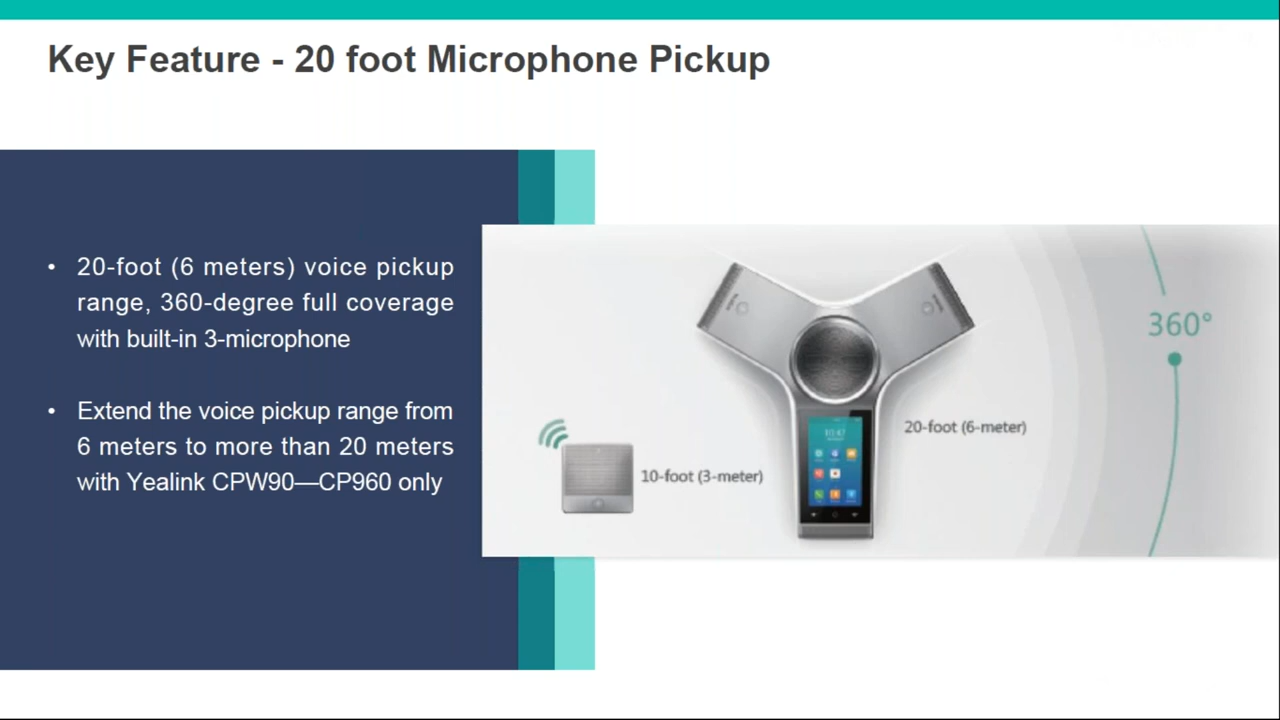 Key Feature - 20 foot Microphone Pickup
• 20-foot (6 meters) voice pickup
range, 360-degree full coverage
with built-in 3-microphone
• Extend the voice pickup range from
6 meters to more than 20 meters
with Yealink CPW90—CP960 only
360°
20-foot (6-meter)
10-foot (3-meter)